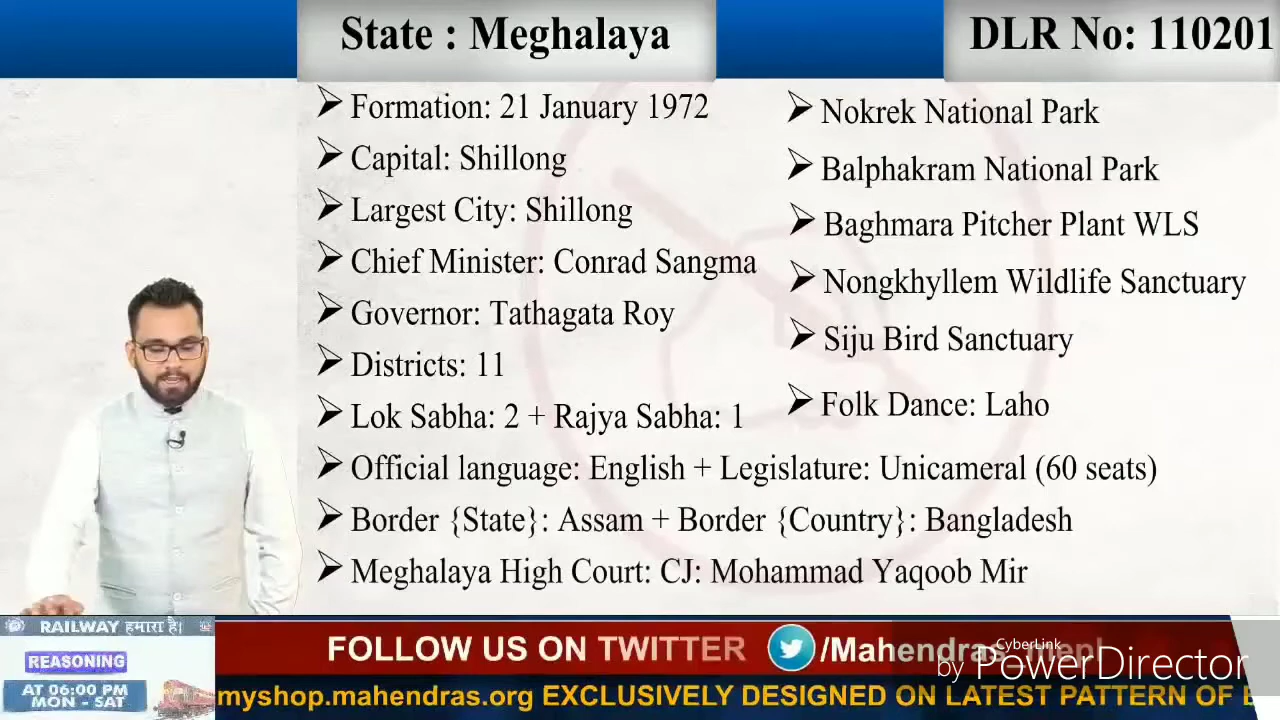 State : Meghalaya
DLR No: 110201
Formation: 21 January 1972
Capital: Shillong
Largest City: Shillong
Chief Minister: Conrad Sangma
Governor: Tathagata Roy
Districts: 11
Lok Sabha: 2 + Rajya Sabha: 1
Official language: English + Legislature: Unicameral (60 seats)
Border {State}: Assam + Border {Country}: Bangladesh
Meghalaya High Court: CJ: Mohammad Yaqoob Mir
Nokrek National Park
Balphakram National Park
Baghmara Pitcher Plant WLS
Nongkhyllem Wildlife Sanctuary
Siju Bird Sanctuary
Folk Dance: Laho
RAILWAY हमारा है।
REASONING
AT 06:00 PM
MON - SAT
FOLLOW US ON TWITTER /Mahendras
CyberLink
by PowerDirector
myshop.mahendras.org EXCLUSIVELY DESIGNED ON LATEST PATTERN OF